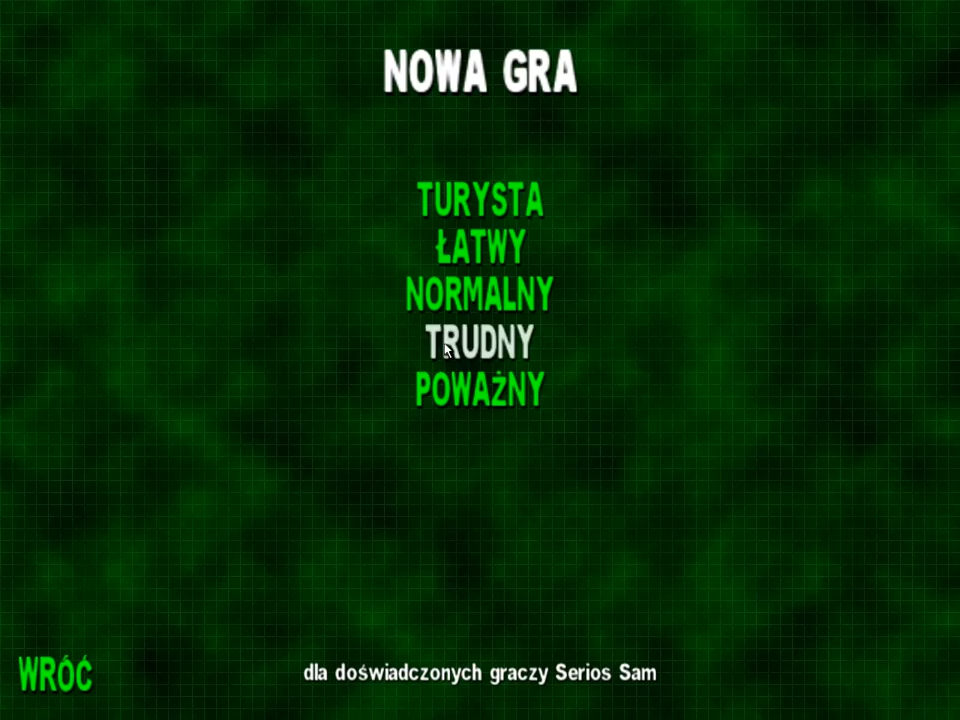 NOWA GRA
TURYSTA
ŁATWY
NORMALNY
TRUDNY
POWAŻNY
WRÓĆ
dla doświadczonych graczy Serios Sam